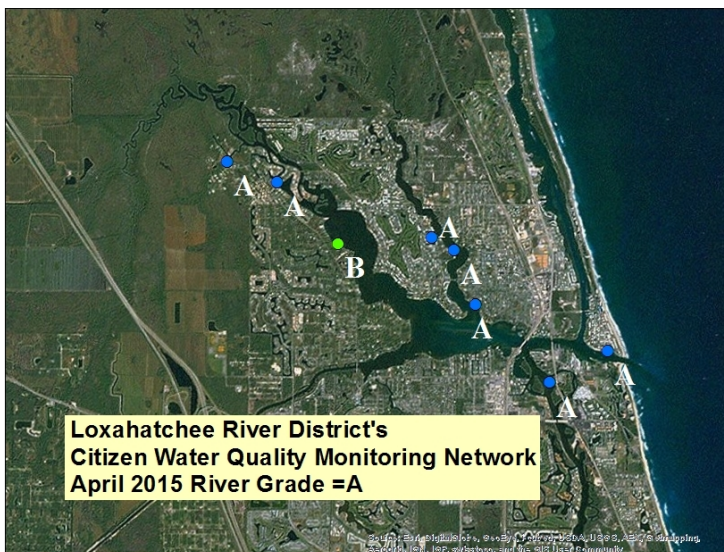 A
A
A
B
A
A
A
A
Loxahatchee River District's
Citizen Water Quality Monitoring Network
April 2015 River Grade =A